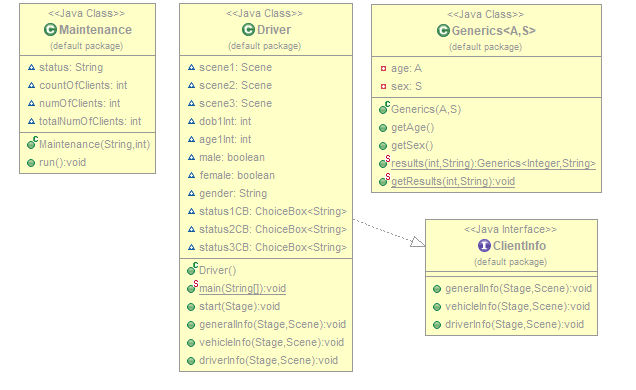 <<Java Class>>
Maintenance
(default package)
status: String
countOfClients: int
numOfClients: int
totalNumOfClients: int
Maintenance(String,int)
run():void
<<Java Class>>
Driver
(default package)
scene1: Scene
scene2: Scene
scene3: Scene
dob1Int: int
age1Int: int
male: boolean
female: boolean
gender: String
status1CB: ChoiceBox<String>
status2CB: ChoiceBox<String>
status3CB: ChoiceBox<String>
Driver()
main(String[]):void
start(Stage):void
generalInfo(Stage,Scene):void
vehicleInfo(Stage,Scene):void
driverInfo(Stage,Scene):void
<<Java Class>>
Generics<A,S>
(default package)
age: A
sex: S
Generics(A,S)
getAge()
getSex()
results(int,String):Generics<Integer,String>
getResults(int,String):void
<<Java Interface>>
ClientInfo
(default package)
generalInfo(Stage,Scene):void
vehicleInfo(Stage,Scene):void
driverInfo(Stage,Scene):void